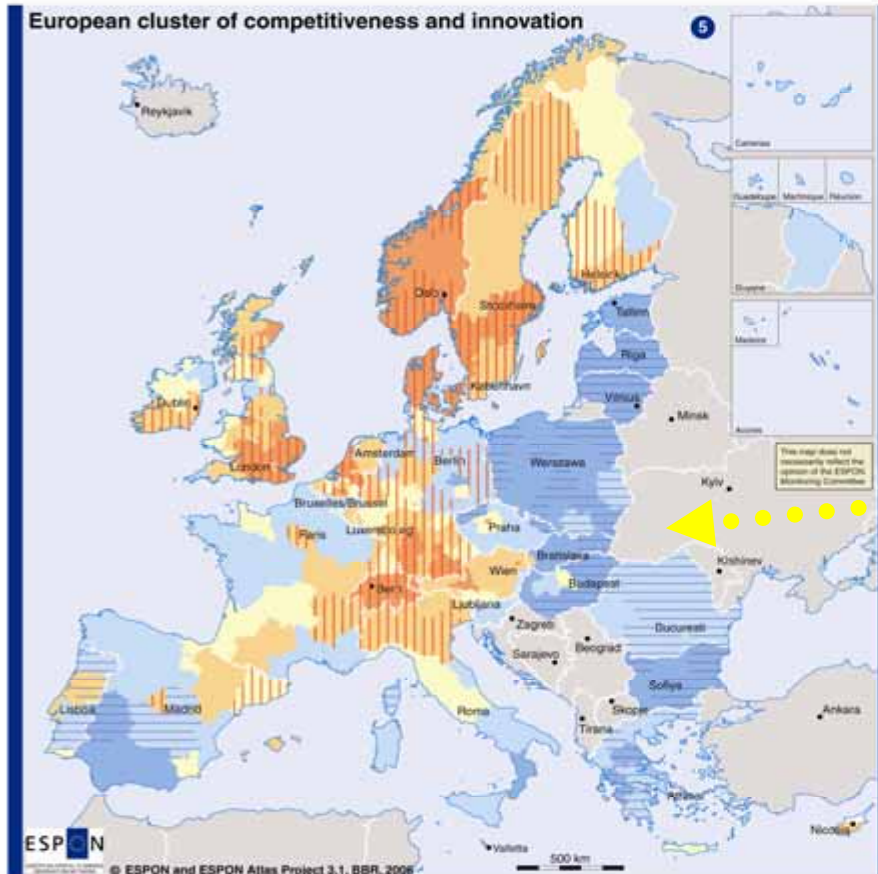 European cluster of competitiveness and innovation
5
Reykjavik
Canarias
Guadeloupe
Martinique
Réunion
Guyane
Madeira
Acores
Helsinki
Oslo
Stockholm
Tallinn
Riga
København
Vilnius
Minsk
Dublin
London
Amsterdam
Berlin
Warszawa
This map does not
necessarily reflect the
opinion of the ESPON
Monitoring Committee
Kyiv
Bruxelles/Brussel
Paris
Luxembourg
Praha
Kishinev
Bratislava
Wien
Bern
Budapest
Ljubljana
Zagreb
Bucuresti
Beograd
Sarajevo
Sofiya
Lisboa
Madrid
Roma
Skopje
Tirana
Ankara
Nicosia
Valletta
ESPON
© ESPON and ESPON Atlas Project 3.1, BBR, 2006
500 km